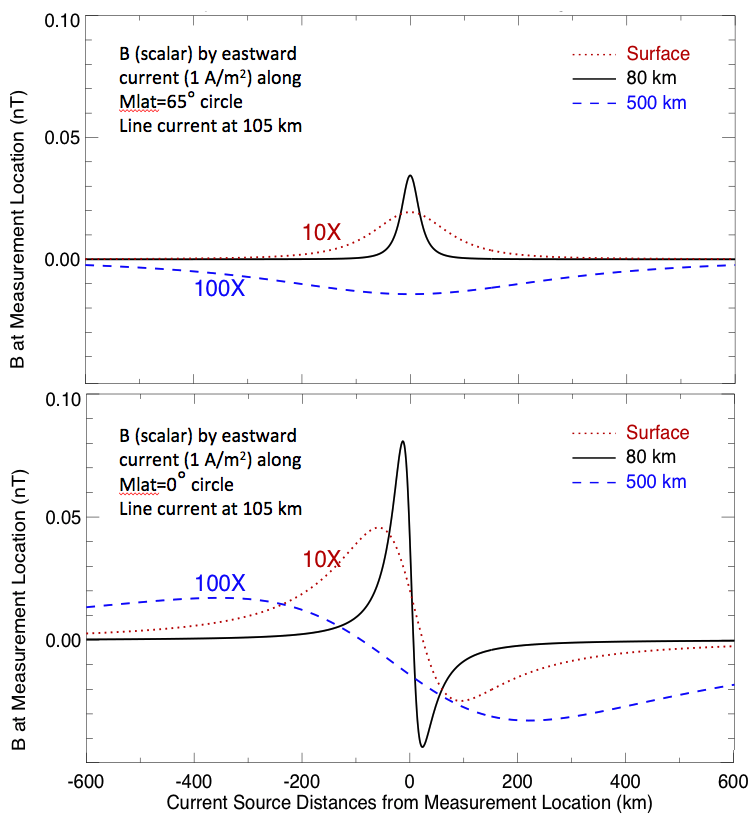 0.10
B (scalar) by eastward
current (1 A/m²) along
Mlat=65° circle
Line current at 105 km
Surface
80 km
500 km
0.05
10X
0.00
100X
B at Measurement Location (nT)
0.10
B (scalar) by eastward
current (1 A/m²) along
Mlat=0° circle
Line current at 105 km
Surface
80 km
500 km
0.05
10X
100X
0.00
B at Measurement Location (nT)
-600 -400 -200 0 200 400 600
Current Source Distances from Measurement Location (km)